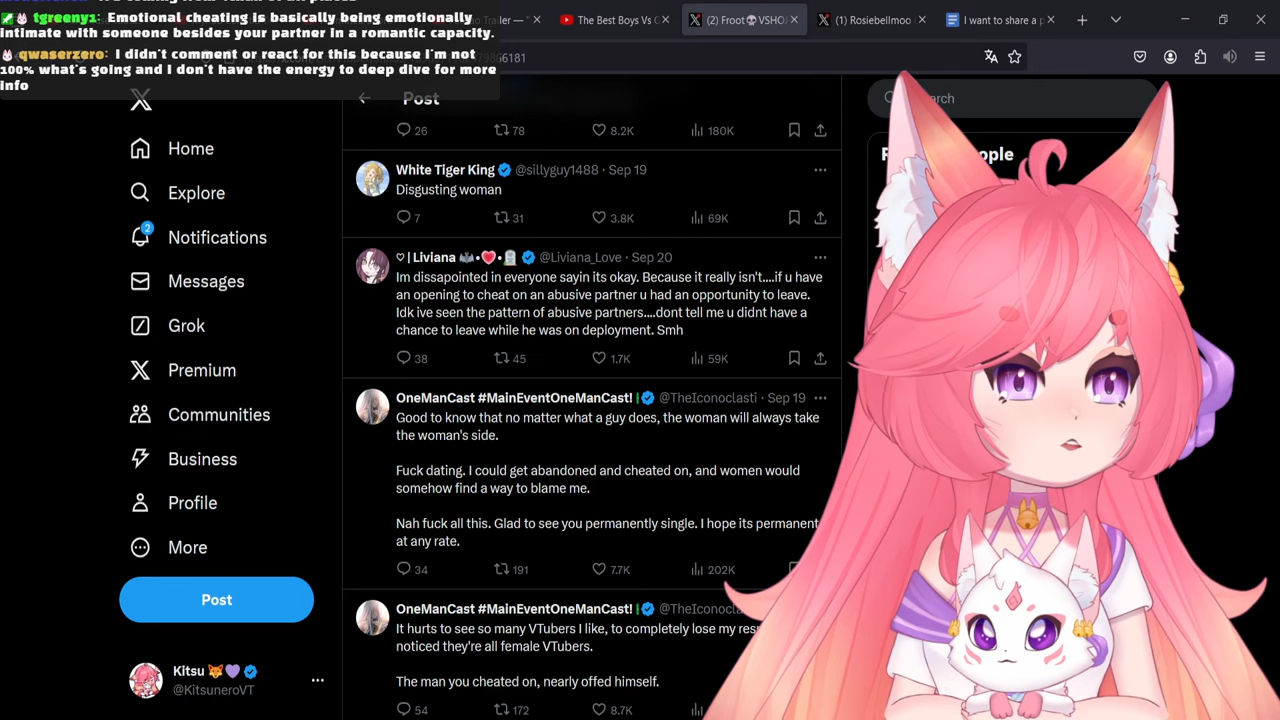 tgreeny1: Emotional cheating is basically being emotionally
intimate with someone besides your partner in a romantic capacity.
qwaserzero: I didn't comment or react for this because I'm not
100% what's going and I don't have the energy to deep dive for more
info
Trailer —
The Best Boys Vs C
(2) Froot💀VSHO
(1) Rosiebellmoo
I want to share a p
Post
26 78 8.2K 180K
Home
Explore
2
Notifications
Messages
Grok
Premium
Communities
Business
Profile
More
Post
Kitsu 🦊💜
@KitsuneroVT
White Tiger King @sillyguy1488 · Sep 19
Disgusting woman
7 31 3.8K 69K
♡ | Liviana 🦇•❤️•🪦 @Liviana_Love · Sep 20
Im dissapointed in everyone sayin its okay. Because it really isn't....if u have
an opening to cheat on an abusive partner u had an opportunity to leave.
Idk ive seen the pattern of abusive partners....dont tell me u didnt have a
chance to leave while he was on deployment. Smh
38 45 1.7K 59K
OneManCast #MainEventOneManCast! @TheIconoclasti · Sep 19
Good to know that no matter what a guy does, the woman will always take
the woman's side.
Fuck dating. I could get abandoned and cheated on, and women would
somehow find a way to blame me.
Nah fuck all this. Glad to see you permanently single. I hope its permanent
at any rate.
34 191 7.7K 202K
OneManCast #MainEventOneManCast! @TheIconocla
It hurts to see so many VTubers I like, to completely lose my res
noticed they're all female VTubers.
The man you cheated on, nearly offed himself.
54 172 8.7K